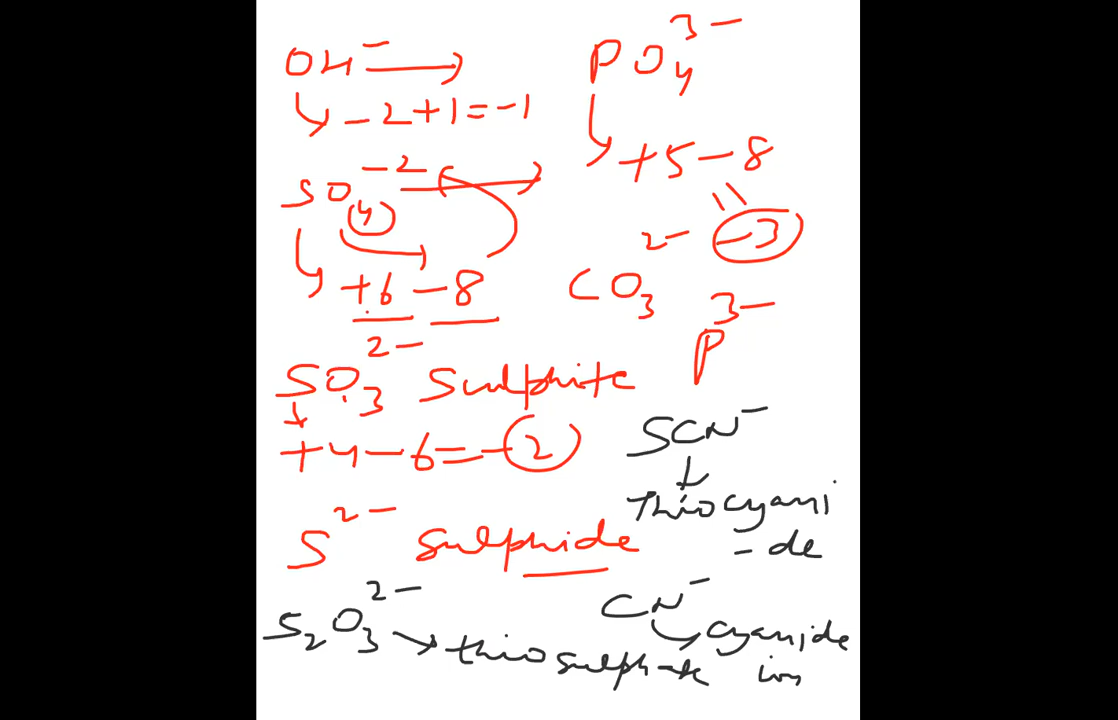 OH⁻ →
↳ -2+1=-1
SO₄⁻²
↳ +6-8
SO₃²⁻ Sulphite
+4-6=-2
S²⁻ sulphide
S₂O₃²⁻ → thiosulphate
PO₄³⁻
↳ +5-8
-3
CO₃²⁻
P³⁻
SCN⁻
Thiocyani
-de
CN⁻
cyanide
ion